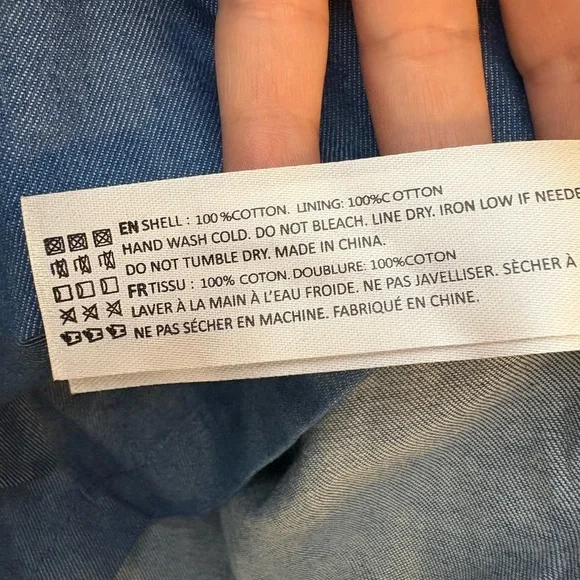 EN SHELL : 100 %COTTON. LINING: 100%C OTTON
HAND WASH COLD. DO NOT BLEACH. LINE DRY. IRON LOW IF NEEDE
DO NOT TUMBLE DRY. MADE IN CHINA.
FR TISSU : 100% COTON. DOUBLURE: 100%COTTON
LAVER À LA MAIN À L'EAU FROIDE. NE PAS JAVELLISER. SÈCHER À
NE PAS SÉCHER EN MACHINE. FABRIQUÉ EN CHINE.